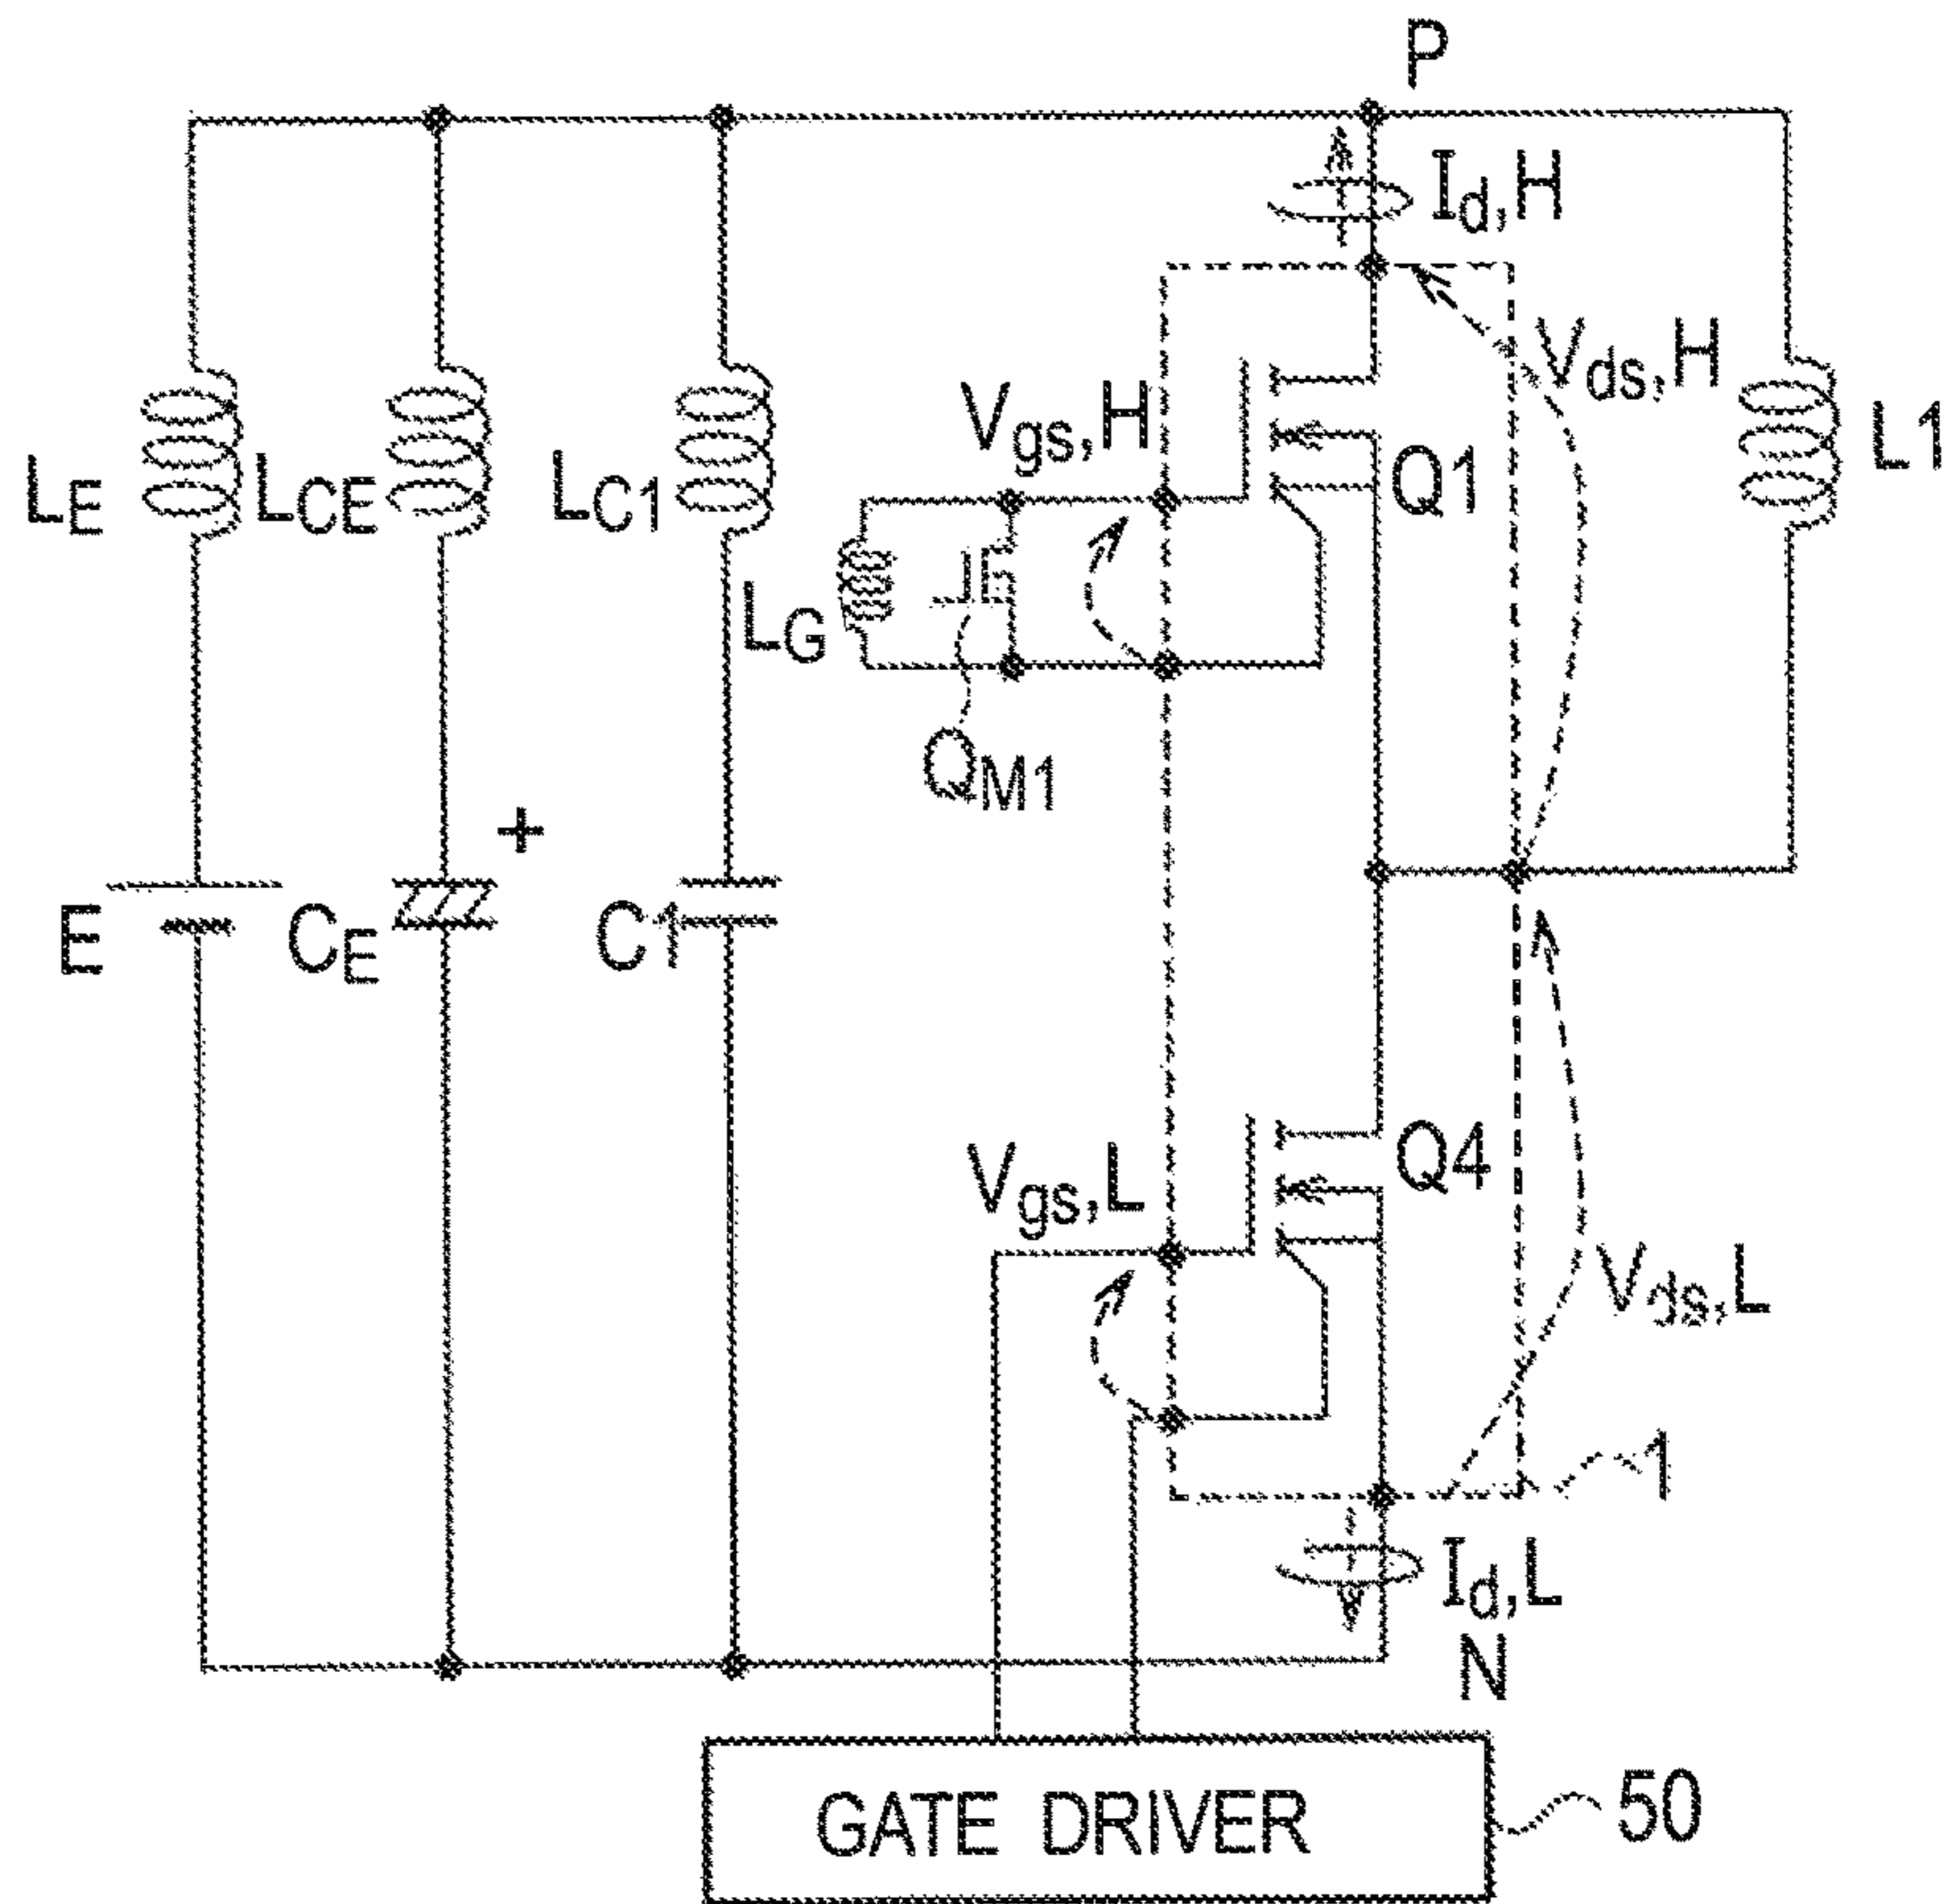 P
Id,H
Vds,H
Vgs,H
Q1
L1
LE
LCE
LC1
LG
QM1
+
E
CE
C1
Q4
Vgs,L
Vds,L
1
Id,L
N
GATE DRIVER
50